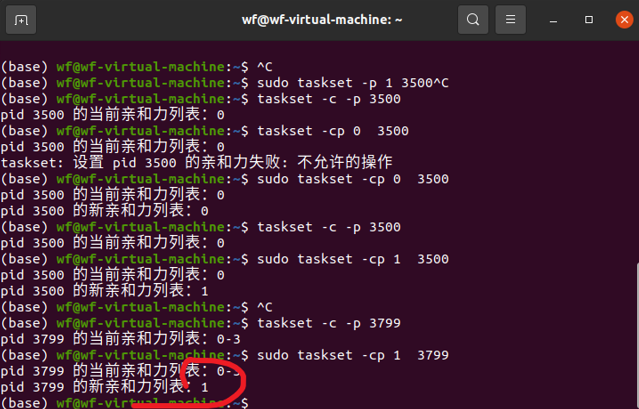 wf@wf-virtual-machine: ~
(base) wf@wf-virtual-machine:~$ ^C
(base) wf@wf-virtual-machine:~$ sudo taskset -p 1 3500^C
(base) wf@wf-virtual-machine:~$ taskset -c -p 3500
pid 3500 的当前亲和力列表：0
(base) wf@wf-virtual-machine:~$ taskset -cp 0  3500
pid 3500 的当前亲和力列表：0
taskset: 设置 pid 3500 的亲和力失败: 不允许的操作
(base) wf@wf-virtual-machine:~$ sudo taskset -cp 0  3500
pid 3500 的当前亲和力列表：0
pid 3500 的新亲和力列表：0
(base) wf@wf-virtual-machine:~$ taskset -c -p 3500
pid 3500 的当前亲和力列表：0
(base) wf@wf-virtual-machine:~$ sudo taskset -cp 1  3500
pid 3500 的当前亲和力列表：0
pid 3500 的新亲和力列表：1
(base) wf@wf-virtual-machine:~$ ^C
(base) wf@wf-virtual-machine:~$ taskset -c -p 3799
pid 3799 的当前亲和力列表：0-3
(base) wf@wf-virtual-machine:~$ sudo taskset -cp 1  3799
pid 3799 的当前亲和力列表：0-3
pid 3799 的新亲和力列表：1
(base) wf@wf-virtual-machine:~$